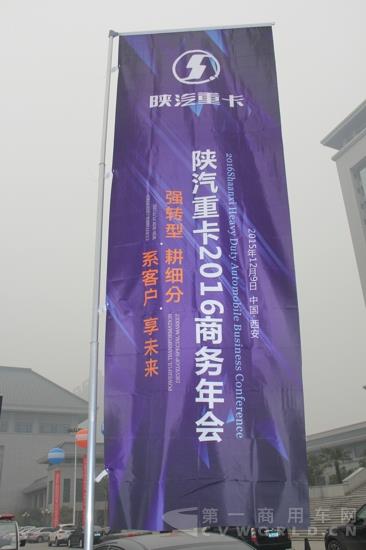 陕汽重卡
2015年12月9日 中国·西安
2016Shaanxi Heavy Duty Automobile Business Conference
陕汽重卡2016商务年会
强转型·耕细分
系客户·享未来
第一商用车网
CVWORLD.CN